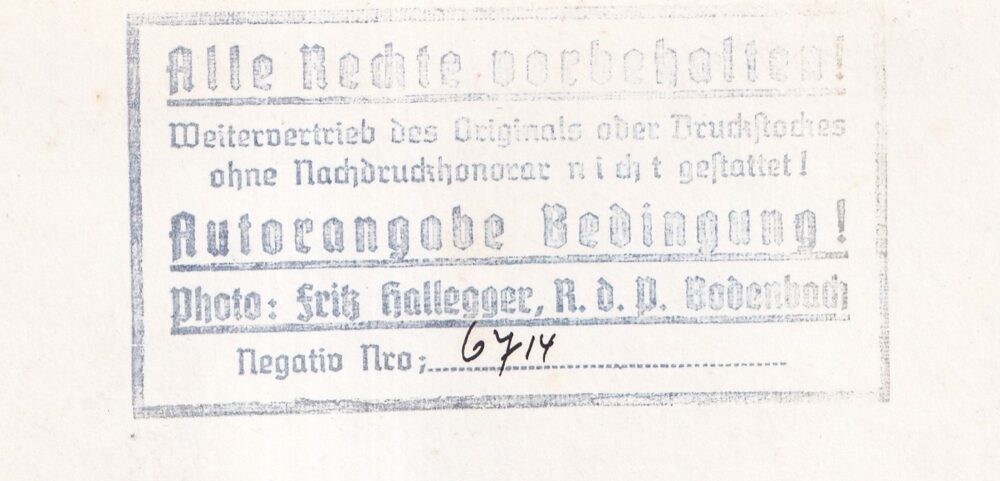 Alle Rechte vorbehalten!
Weitervertrieb des Originals oder Druckstockes
ohne Nachdruckhonorar nicht gestattet!
Autorangabe Bedingung!
Photo: Fritz Hallegger, R. d. P. Bodenbach
Negativ Nro; 6714